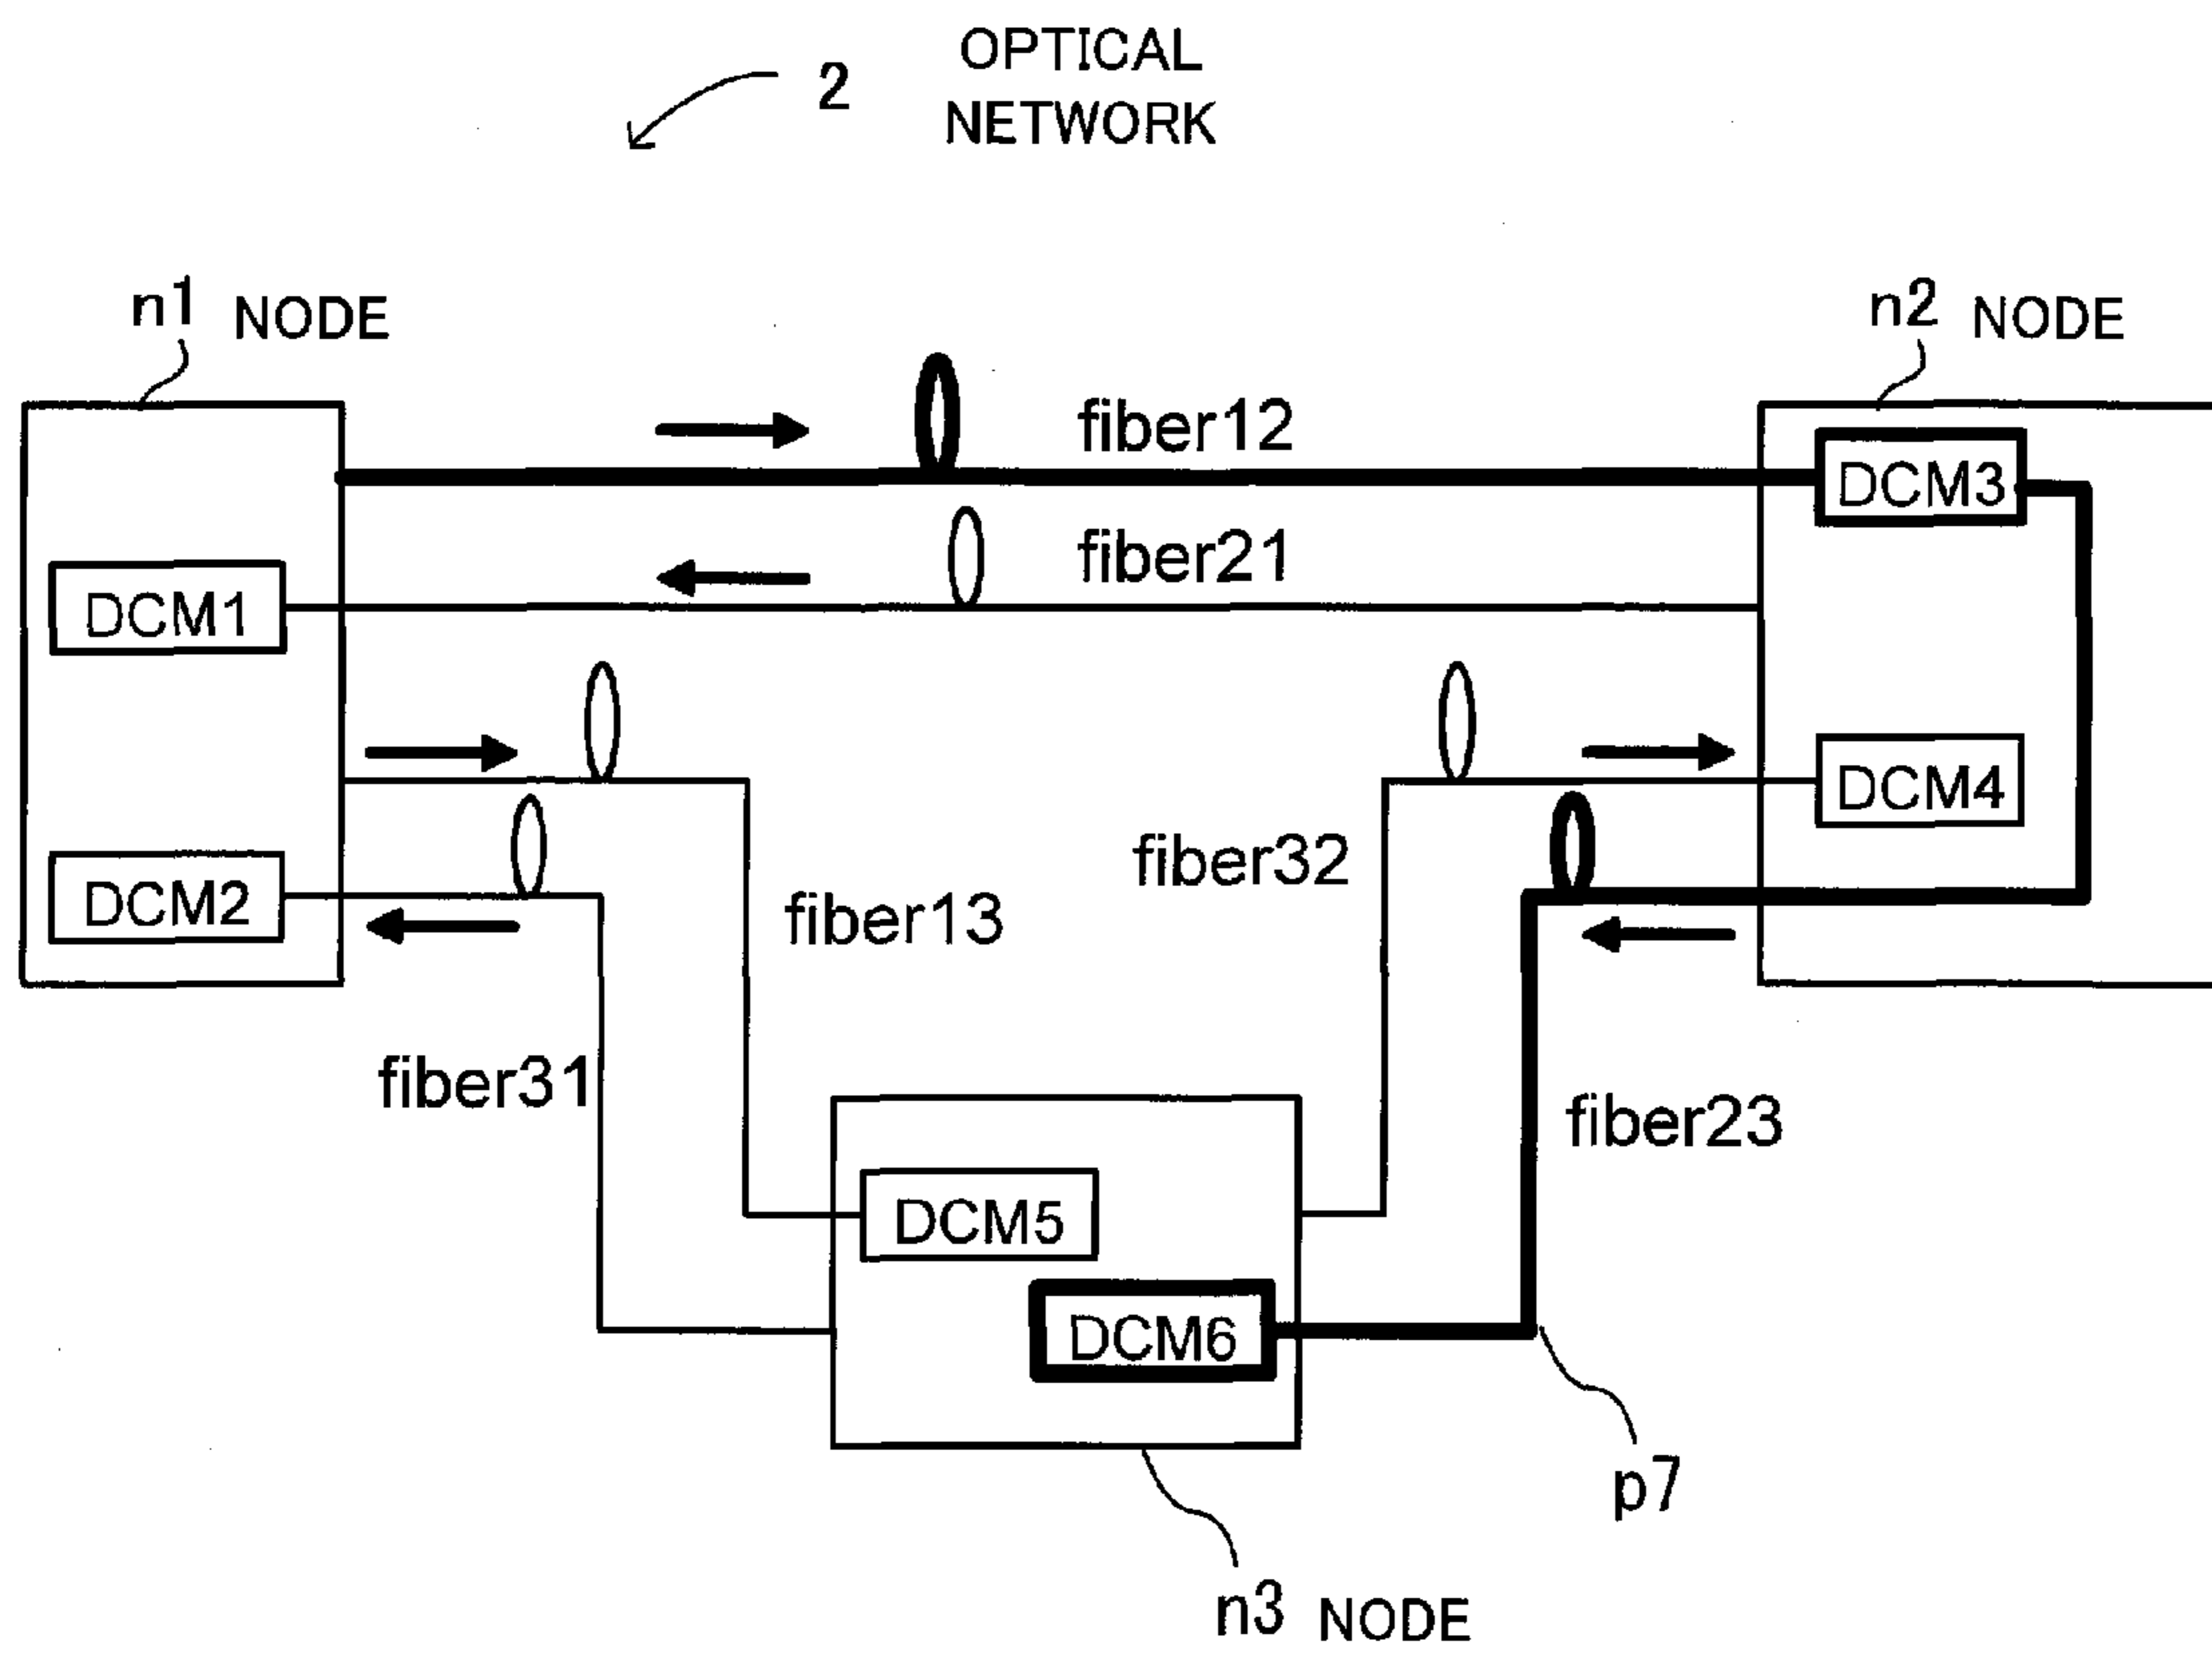 2
OPTICAL
NETWORK
n1 NODE
n2 NODE
fiber12
DCM3
fiber21
DCM1
DCM4
fiber32
DCM2
fiber13
fiber31
fiber23
DCM5
DCM6
p7
n3 NODE